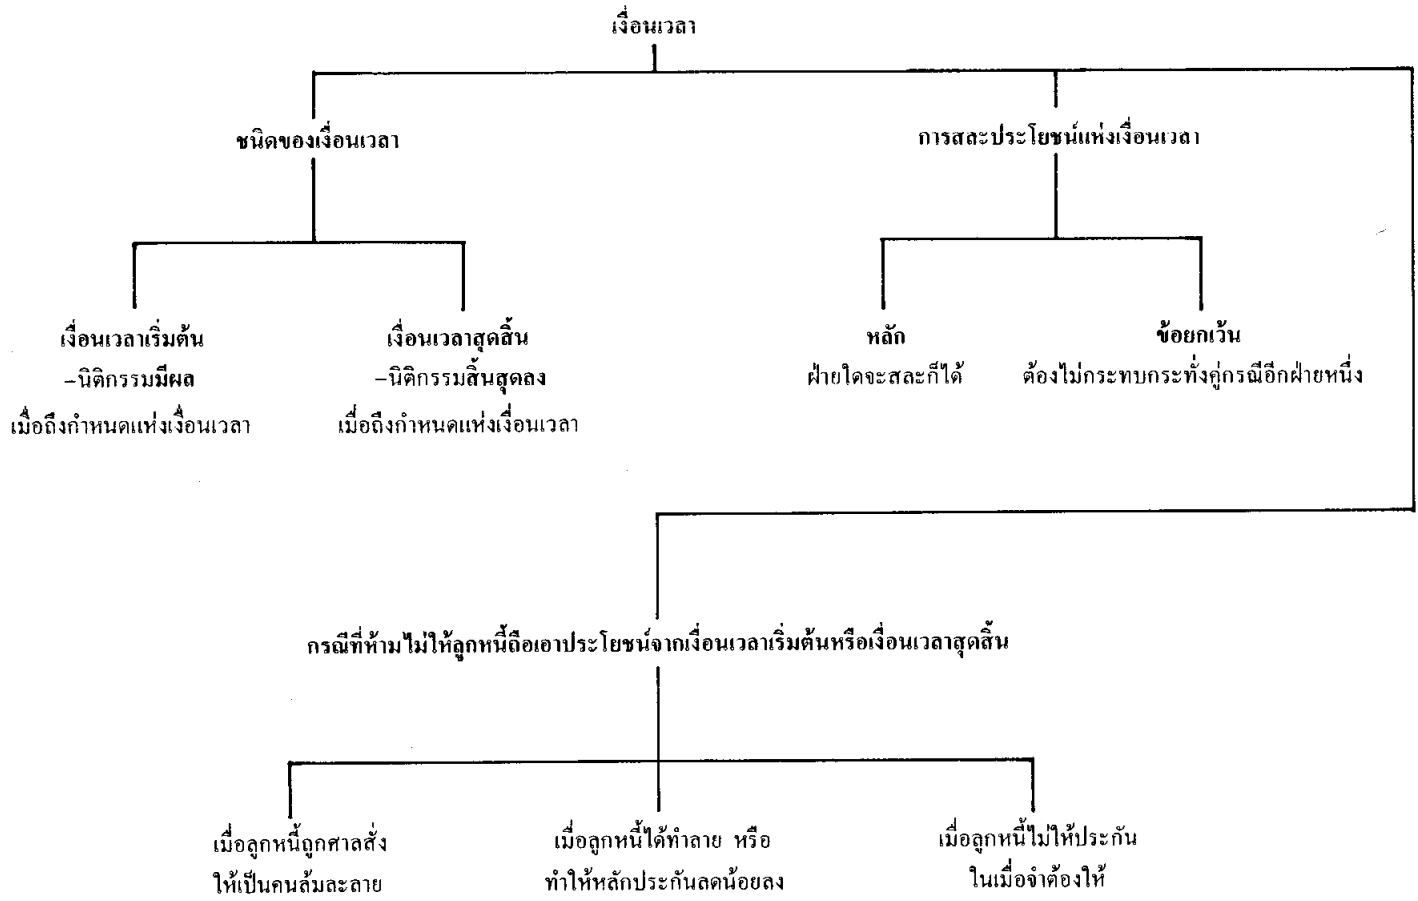 เงื่อนเวลา
ชนิดของเงื่อนเวลา
การสละประโยชน์แห่งเงื่อนเวลา
เงื่อนเวลาเริ่มต้น
-นิติกรรมมีผล
เมื่อถึงกำหนดแห่งเงื่อนเวลา
เงื่อนเวลาสุดสิ้น
-นิติกรรมสิ้นสุดลง
เมื่อถึงกำหนดแห่งเงื่อนเวลา
หลัก
ฝ่ายใดจะสละก็ได้
ข้อยกเว้น
ต้องไม่กระทบกระทั่งคู่กรณีอีกฝ่ายหนึ่ง
กรณีที่ห้ามไม่ให้ลูกหนี้ถือเอาประโยชน์จากเงื่อนเวลาเริ่มต้นหรือเงื่อนเวลาสุดสิ้น
เมื่อลูกหนี้ถูกศาลสั่ง
ให้เป็นคนล้มละลาย
เมื่อลูกหนี้ได้ทำลาย หรือ
ทำให้หลักประกันลดน้อยลง
เมื่อลูกหนี้ไม่ให้ประกัน
ในเมื่อจำต้องให้